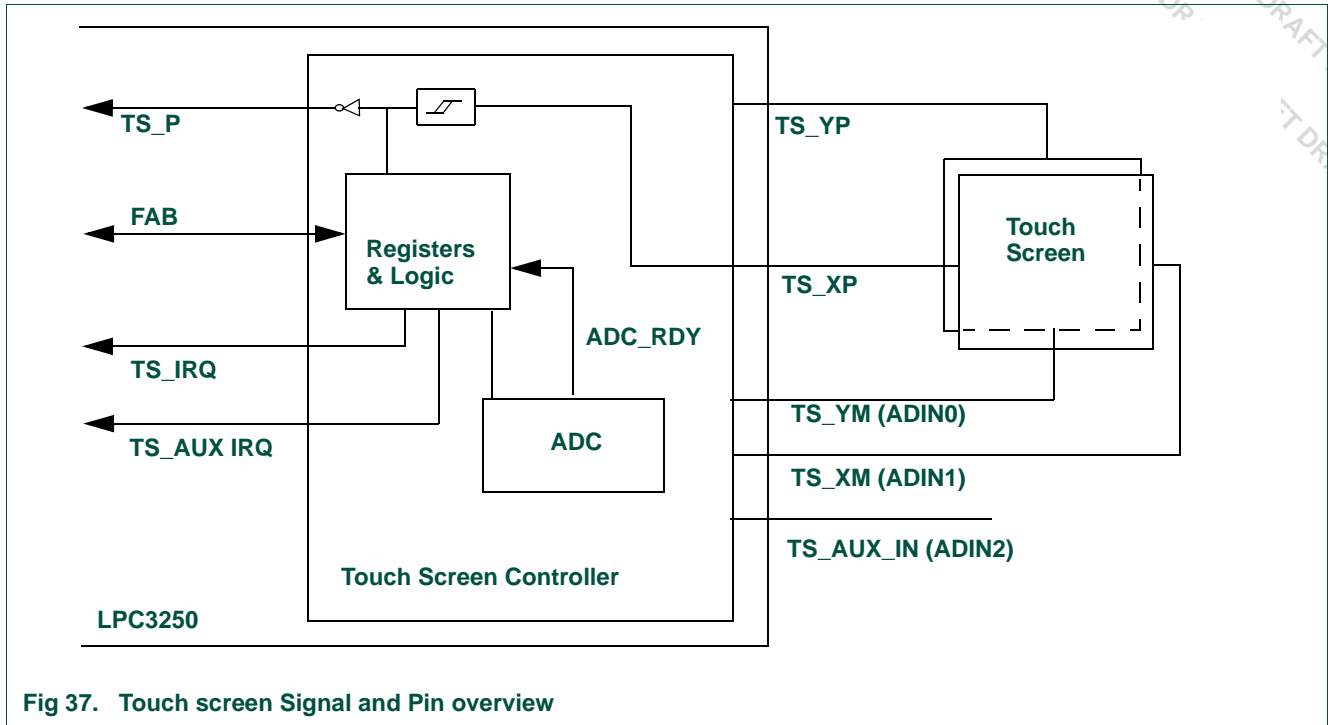 TS_P
TS_YP
FAB
Touch
Screen
Registers
& Logic
TS_XP
ADC_RDY
TS_IRQ
TS_YM (ADIN0)
TS_AUX IRQ
ADC
TS_XM (ADIN1)
TS_AUX_IN (ADIN2)
Touch Screen Controller
LPC3250
Fig 37. Touch screen Signal and Pin overview